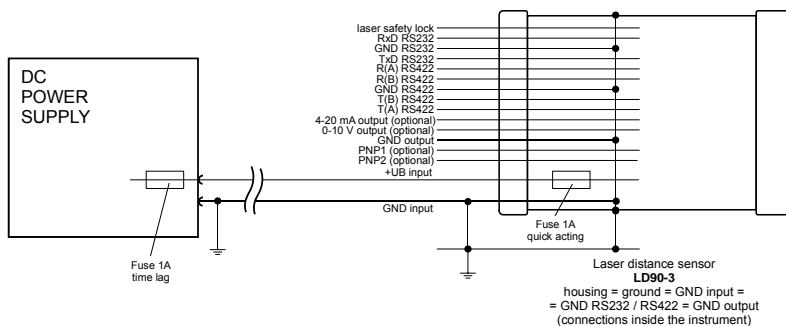 laser safety lock
RxD RS232
GND RS232
TxD RS232
R(A) RS422
R(B) RS422
GND RS422
T(B) RS422
T(A) RS422
4-20 mA output (optional)
0-10 V output (optional)
GND output
PNP1 (optional)
PNP2 (optional)
+UB input
GND input
DC
POWER
SUPPLY
Fuse 1A
time lag
Fuse 1A
quick acting
Laser distance sensor
LD90-3
housing = ground = GND input =
= GND RS232 / RS422 = GND output
(connections inside the instrument)